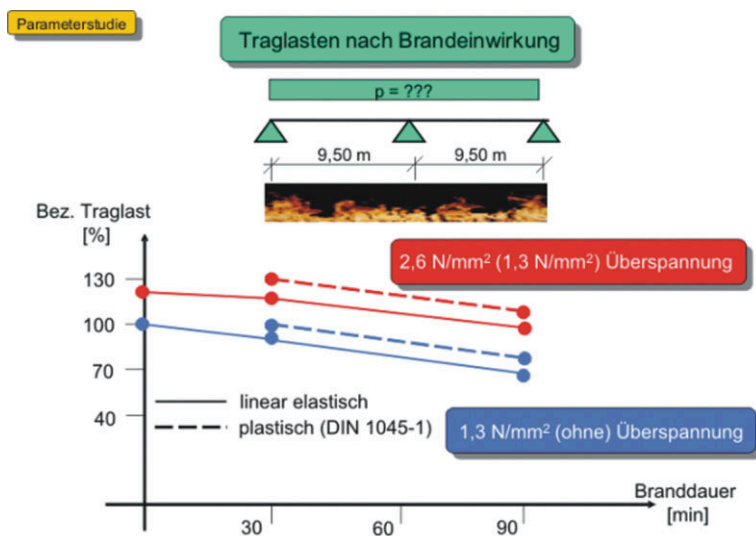 Parameterstudie
Traglasten nach Brandeinwirkung
p = ???
9,50 m
9,50 m
Bez. Traglast
[%]
2,6 N/mm² (1,3 N/mm²) Überspannung
130
100
70
40
linear elastisch
plastisch (DIN 1045-1)
1,3 N/mm² (ohne) Überspannung
Branddauer
[min]
30
60
90